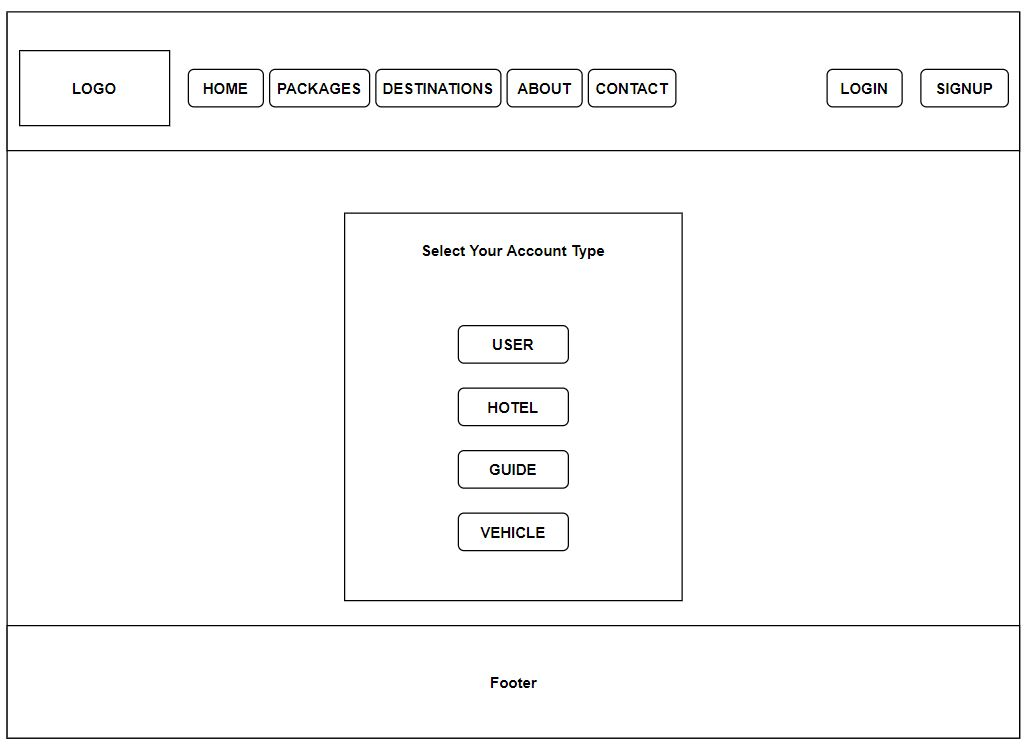 LOGO
HOME PACKAGES DESTINATIONS ABOUT CONTACT LOGIN SIGNUP
Select Your Account Type
USER
HOTEL
GUIDE
VEHICLE
Footer